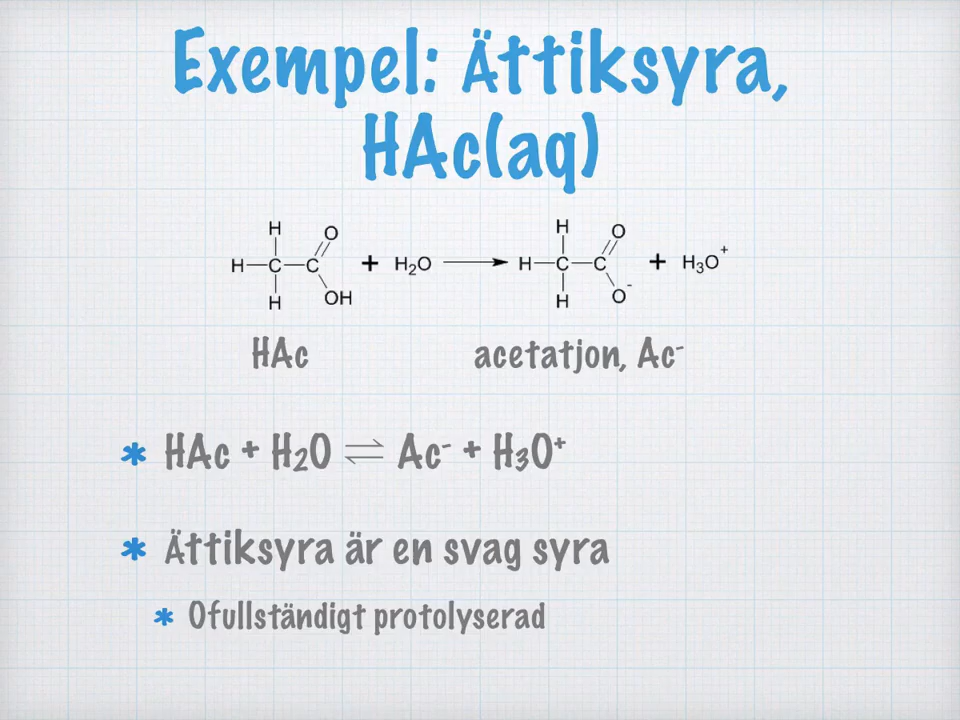 Exempel: Ättiksyra,
HAc(aq)
H H
O O
H C C + H₂O → H C C + H₃O⁺
H OH H O⁻
HAc acetatjon, Ac⁻
* HAc + H₂O ⇌ Ac⁻ + H₃O⁺
* Ättiksyra är en svag syra
* Ofullständigt protolyserad